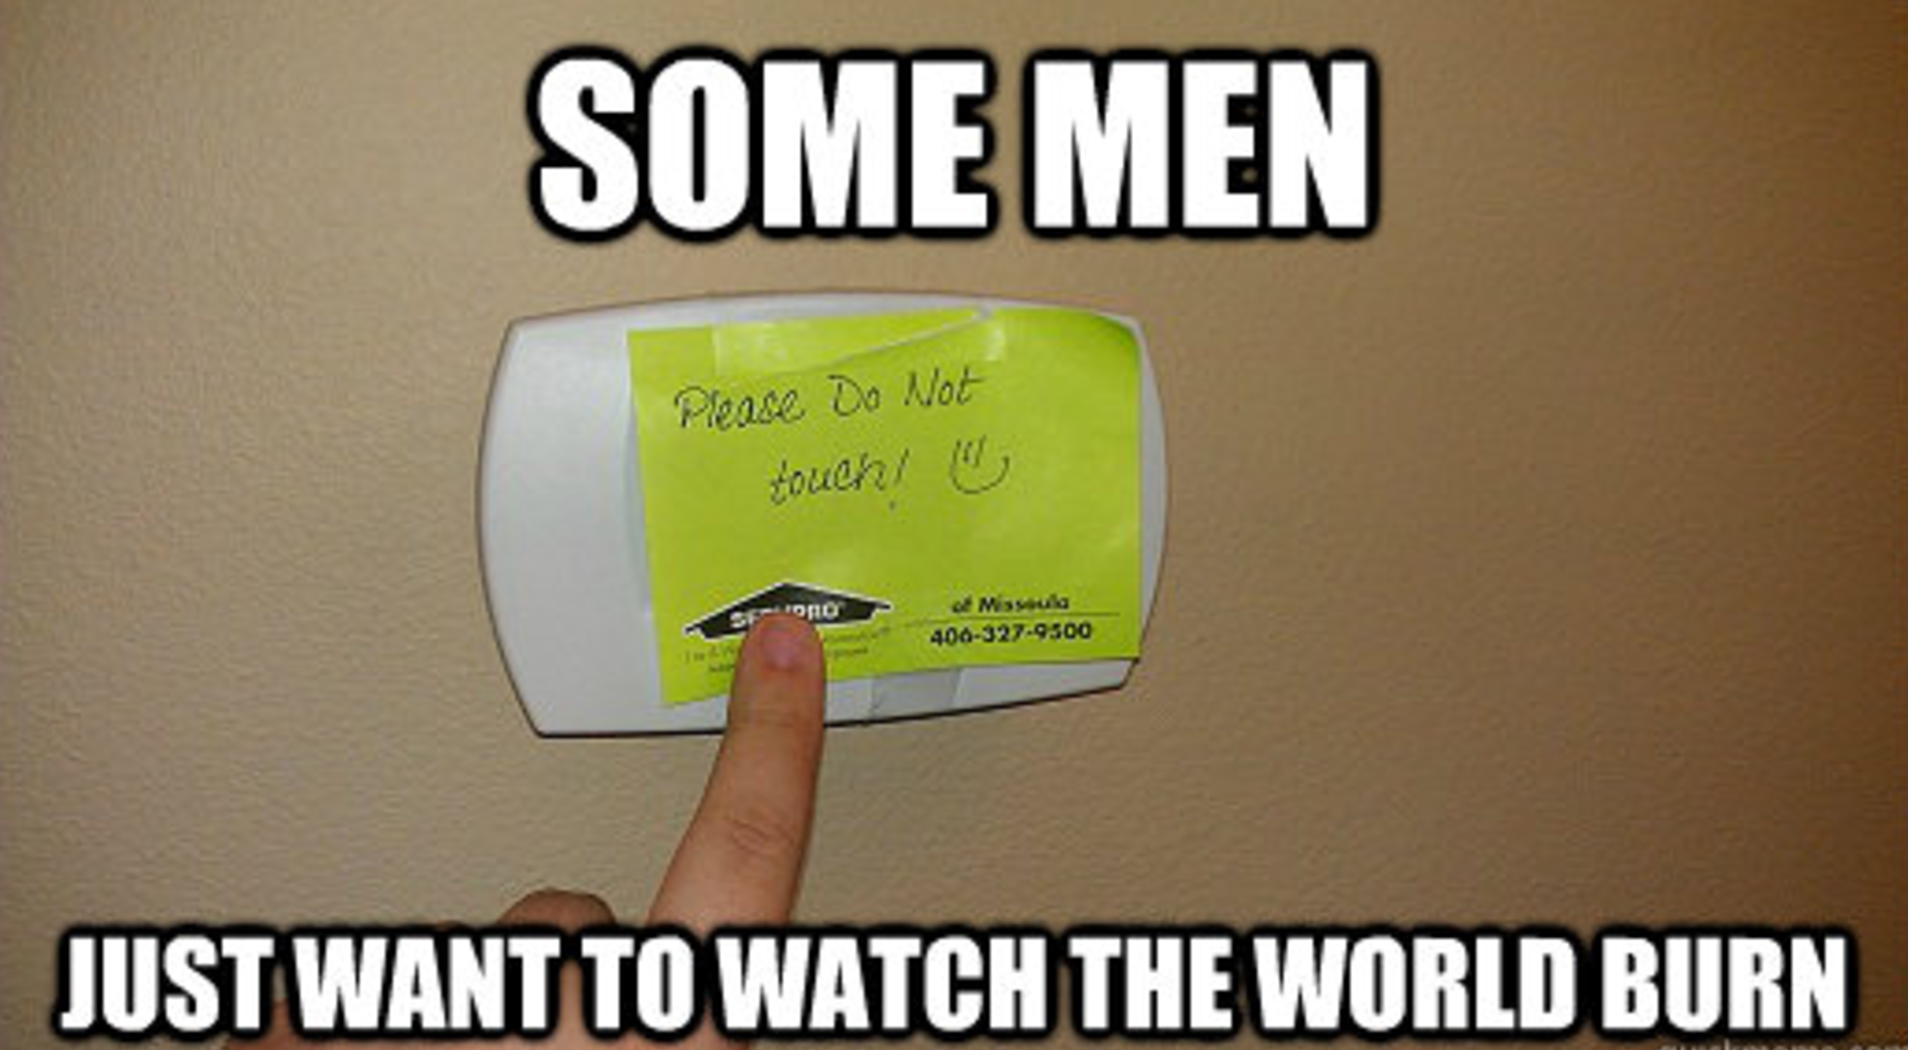 SOME MEN
Please Do Not
touch! 
of Missoula
406-327-9500
JUST WANT TO WATCH THE WORLD BURN